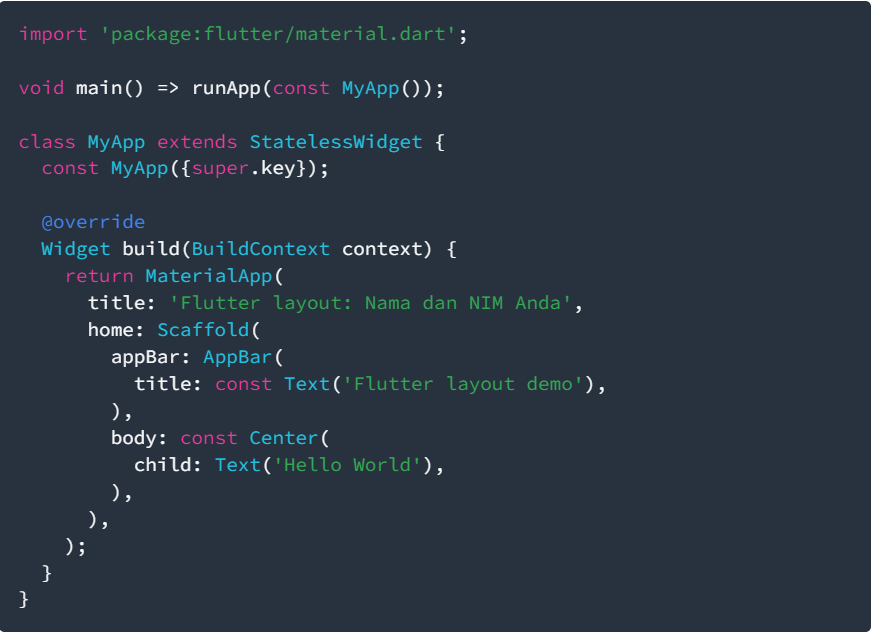 import 'package:flutter/material.dart';
void main() => runApp(const MyApp());
class MyApp extends StatelessWidget {
  const MyApp({super.key});
  @override
  Widget build(BuildContext context) {
    return MaterialApp(
      title: 'Flutter layout: Nama dan NIM Anda',
      home: Scaffold(
        appBar: AppBar(
          title: const Text('Flutter layout demo'),
        ),
        body: const Center(
          child: Text('Hello World'),
        ),
      ),
    );
  }
}